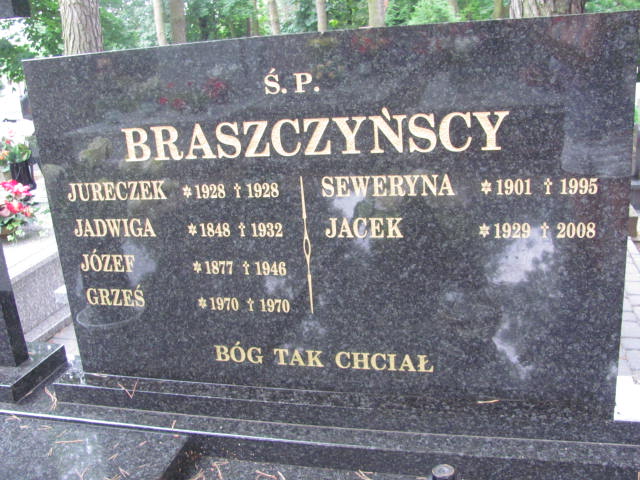 Ś. P.
BRASZCZYŃSCY
JURECZEK *1928 †1928
JADWIGA *1848 †1932
JÓZEF *1877 †1946
GRZEŚ *1970 †1970
SEWERYNA *1901 †1995
JACEK *1929 †2008
BÓG TAK CHCIAŁ